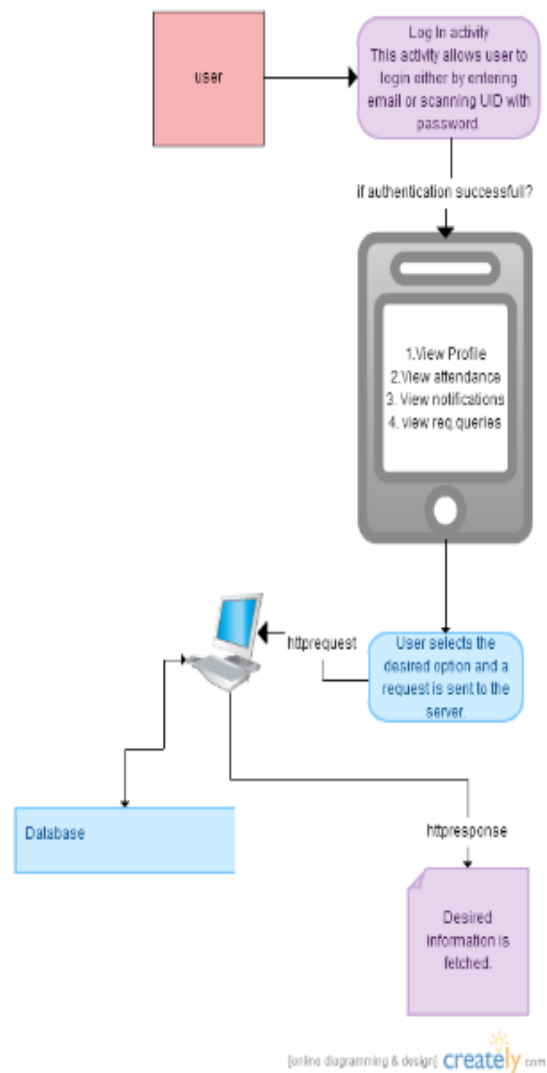 user
Log In activity
This activity allows user to
login either by entering
email or scanning UID with
password.
if authentication successfull?
1.View Profile
2.View attendance
3. View notifications
4. view req.queries
User selects the
desired option and a
request is sent to the
server.
httprequest
Database
httpresponse
Desired
information is
fetched.
[online diagramming & design] creately.com